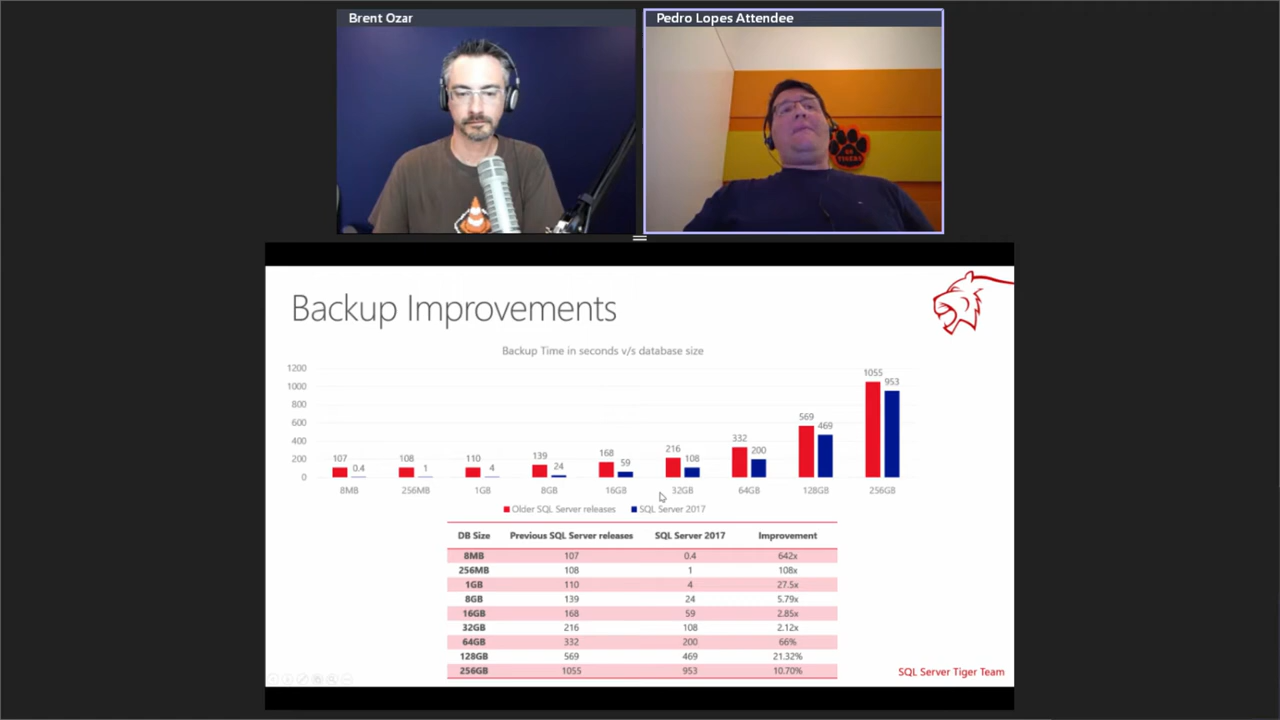 Brent Ozar
Pedro Lopes Attendee
Backup Improvements
Backup Time in seconds v/s database size
1200
1000
800
600
400
200
0
107 0.4
108 1
110 4
139 24
168 59
216 108
332 200
569 469
1055 953
8MB 256MB 1GB 8GB 16GB 32GB 64GB 128GB 256GB
Older SQL Server releases SQL Server 2017
DB Size Previous SQL Server releases SQL Server 2017 Improvement
8MB 107 0.4 642x
256MB 108 1 108x
1GB 110 4 27.5x
8GB 139 24 5.79x
16GB 168 59 2.85x
32GB 216 108 2.12x
64GB 332 200 66%
128GB 569 469 21.32%
256GB 1055 953 10.70%
SQL Server Tiger Team